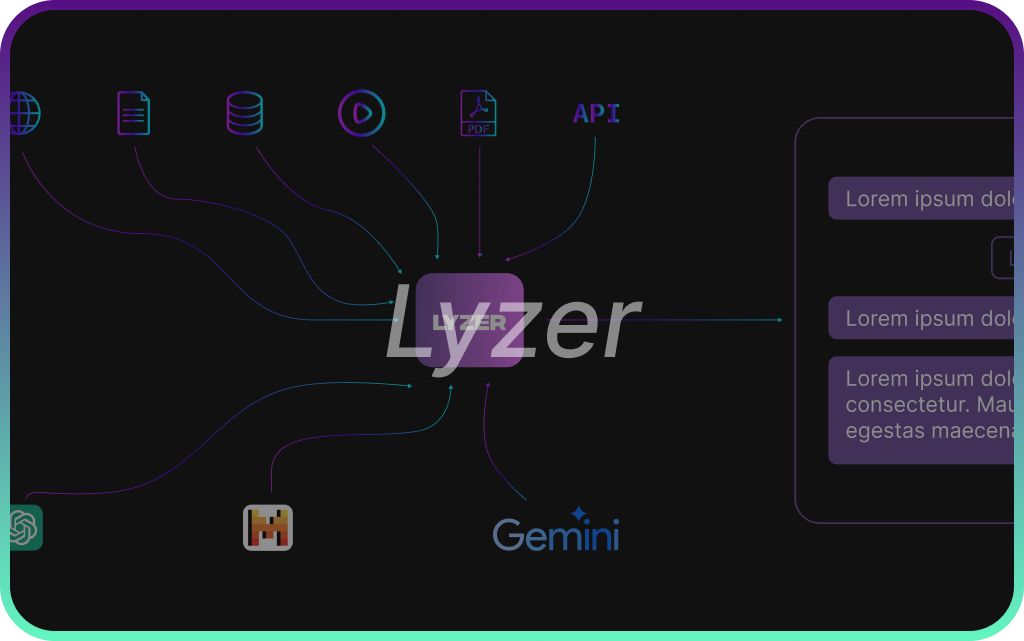 PDF
API
Lorem ipsum dol
L
LYZER
Lyzer
Lorem ipsum dol
Lorem ipsum dol
consectetur. Mau
egestas maecena
Gemini